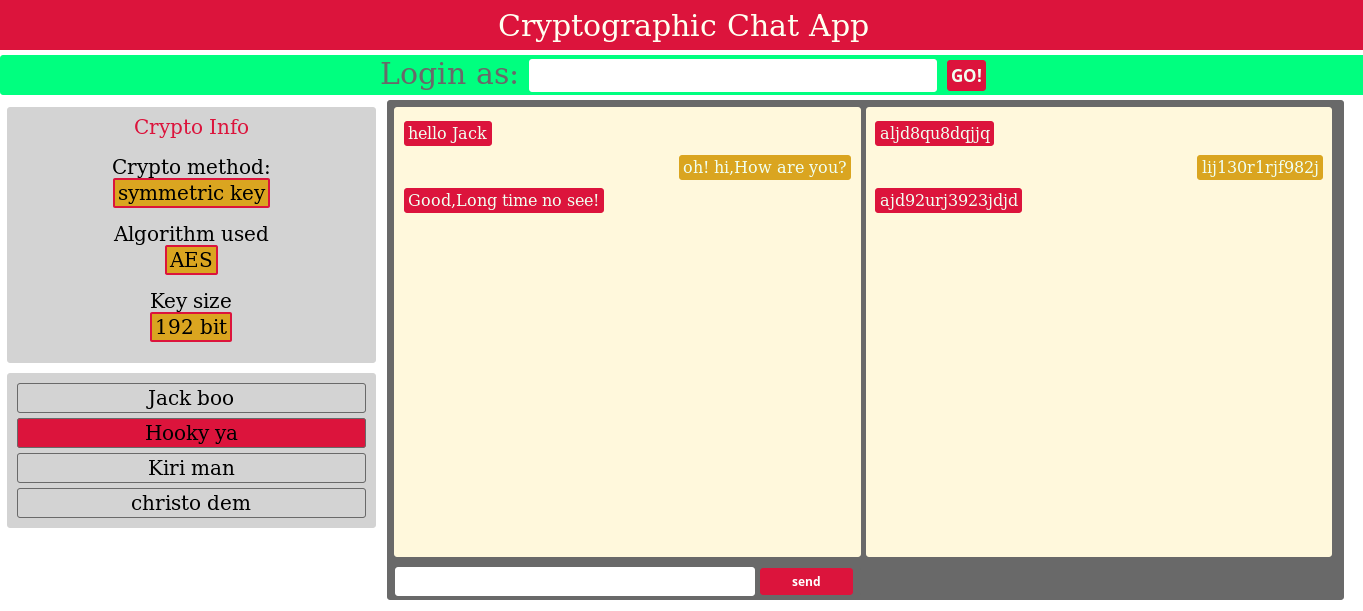 Cryptographic Chat App
Login as:
GO!
Crypto Info
Crypto method:
symmetric key
Algorithm used
AES
Key size
192 bit
Jack boo
Hooky ya
Kiri man
christo dem
hello Jack
oh! hi,How are you?
Good,Long time no see!
aljd8qu8dqjjq
lij130r1rjf982j
ajd92urj3923jdjd
send